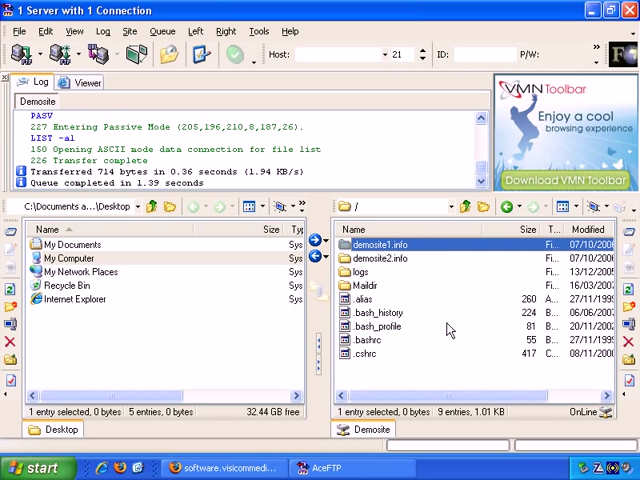 1 Server with 1 Connection
File Edit View Log Site Queue Left Right Tools Help
Host: 21 ID: P/W:
Log Viewer
Demosite
PASV
227 Entering Passive Mode (205,196,210,8,187,26).
LIST -al
150 Opening ASCII mode data connection for file list
226 Transfer complete
Transferred 714 bytes in 0.36 seconds (1.94 KB/s)
Queue completed in 1.39 seconds
VMN Toolbar
Enjoy a cool
browsing experience
Download VMN Toolbar
C:\Documents a...\Desktop
Name Size Typ
My Documents Sys
My Computer Sys
My Network Places Sys
Recycle Bin Sys
Internet Explorer Sys
1 entry selected, 0 bytes 5 entries, 0 bytes 32.44 GB free
Desktop
/
Name Size T... Modified
demosite1.info Fi... 07/10/2006
demosite2.info Fi... 07/10/2006
logs Fi... 13/12/2005
Maildir Fi... 16/03/2007
.alias 260 A... 27/11/1999
.bash_history 224 B... 06/06/2007
.bash_profile 81 B... 20/11/2002
.bashrc 55 B... 27/11/1999
.cshrc 417 C... 08/11/2000
1 entry selected, 0 bytes 9 entries, 1.01 KB OnLine
Demosite
start software.visicommedi... AceFTP